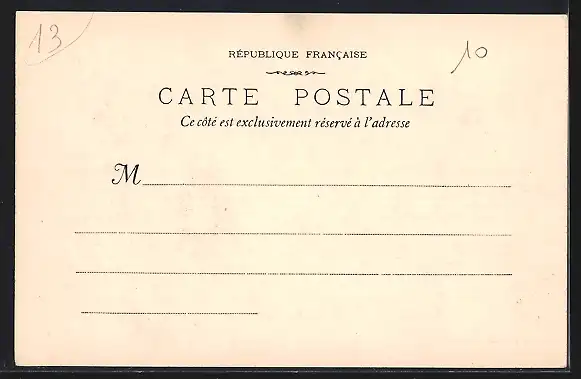 13
10
RÉPUBLIQUE FRANÇAISE
CARTE POSTALE
Ce côté est exclusivement réservé à l'adresse
M